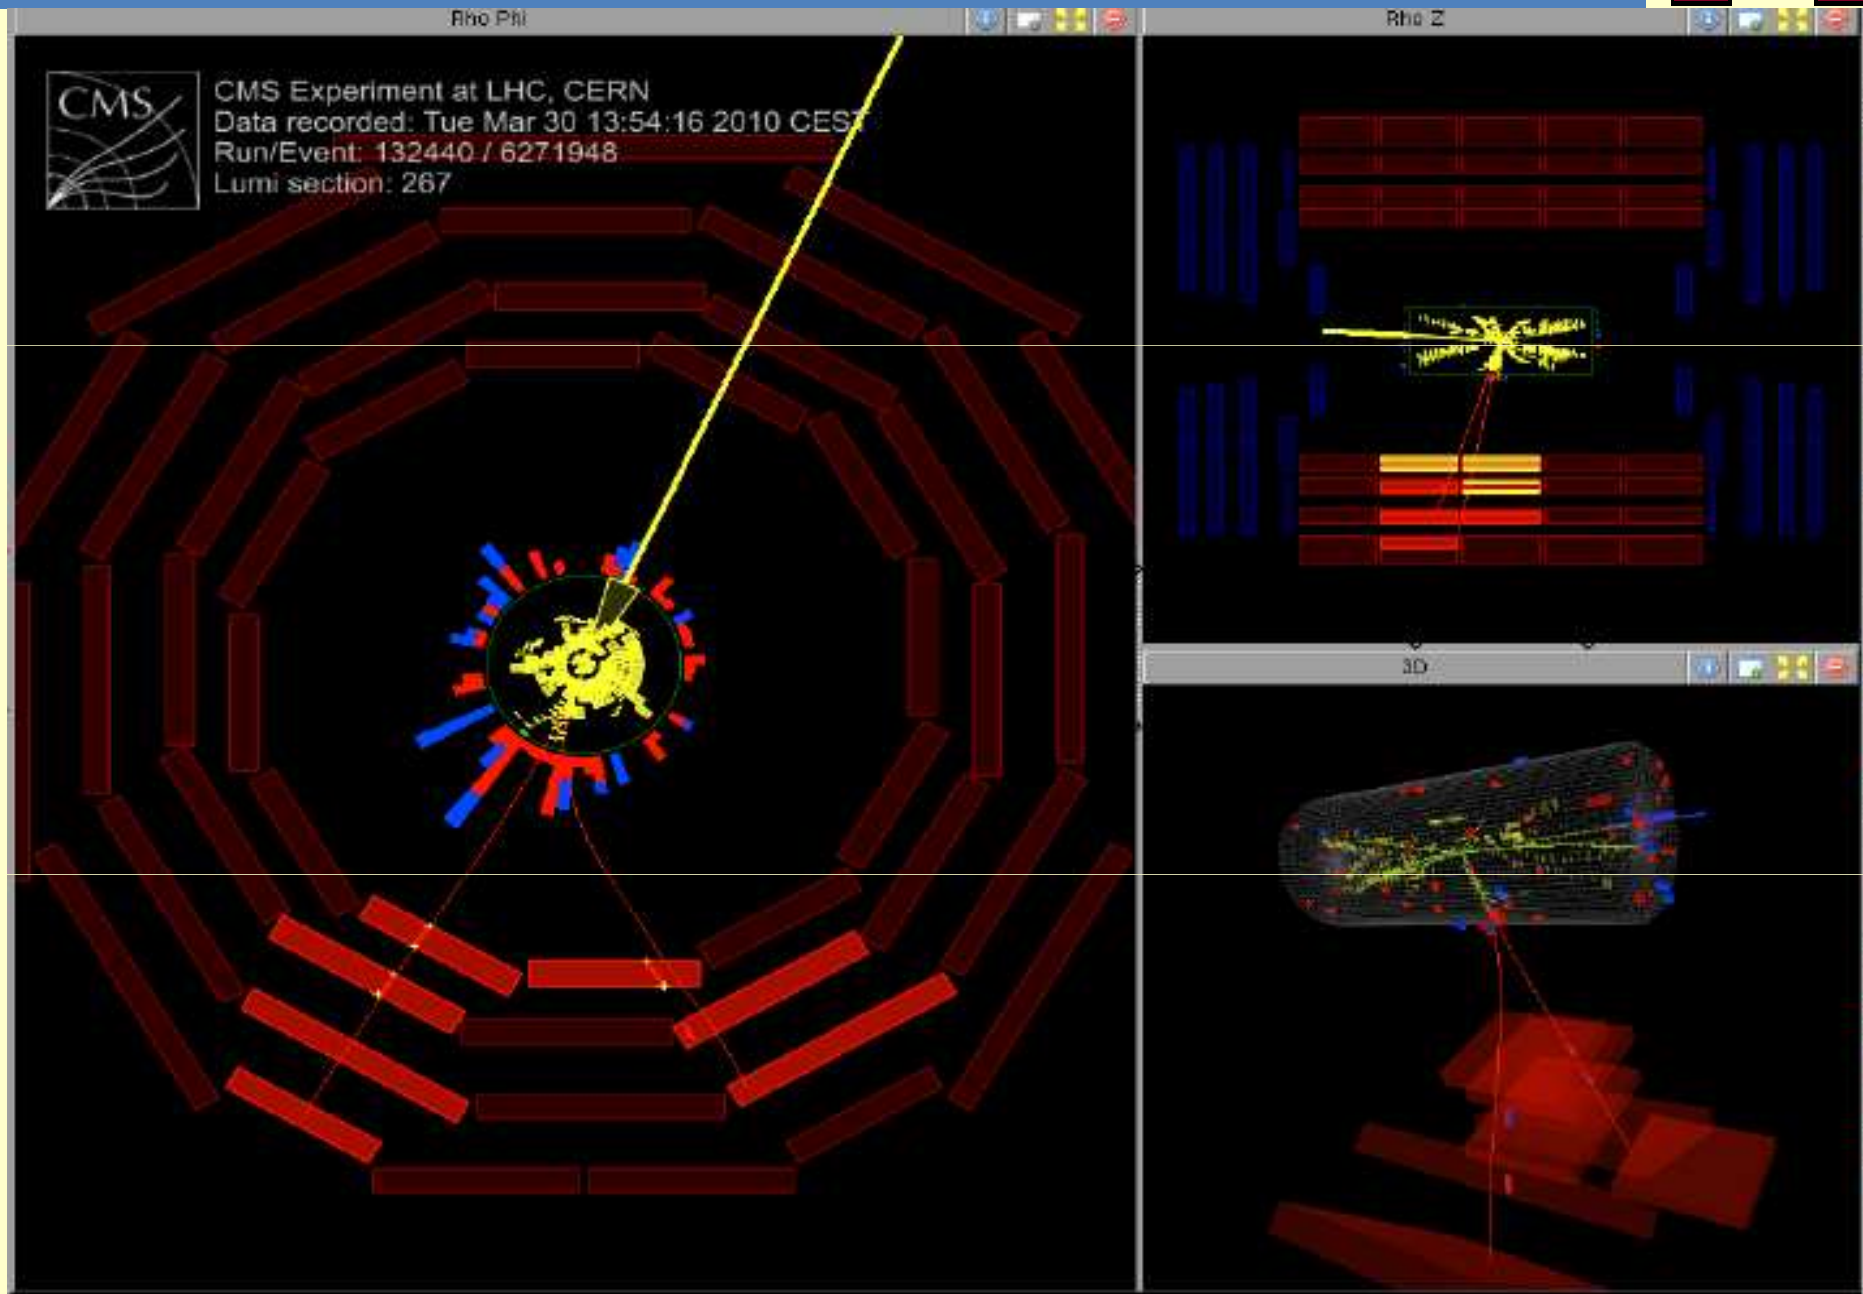 Rho Phi
Rho Z
CMS
CMS Experiment at LHC, CERN
Data recorded: Tue Mar 30 13:54:16 2010 CEST
Run/Event: 132440 / 6271948
Lumi section: 267
3D